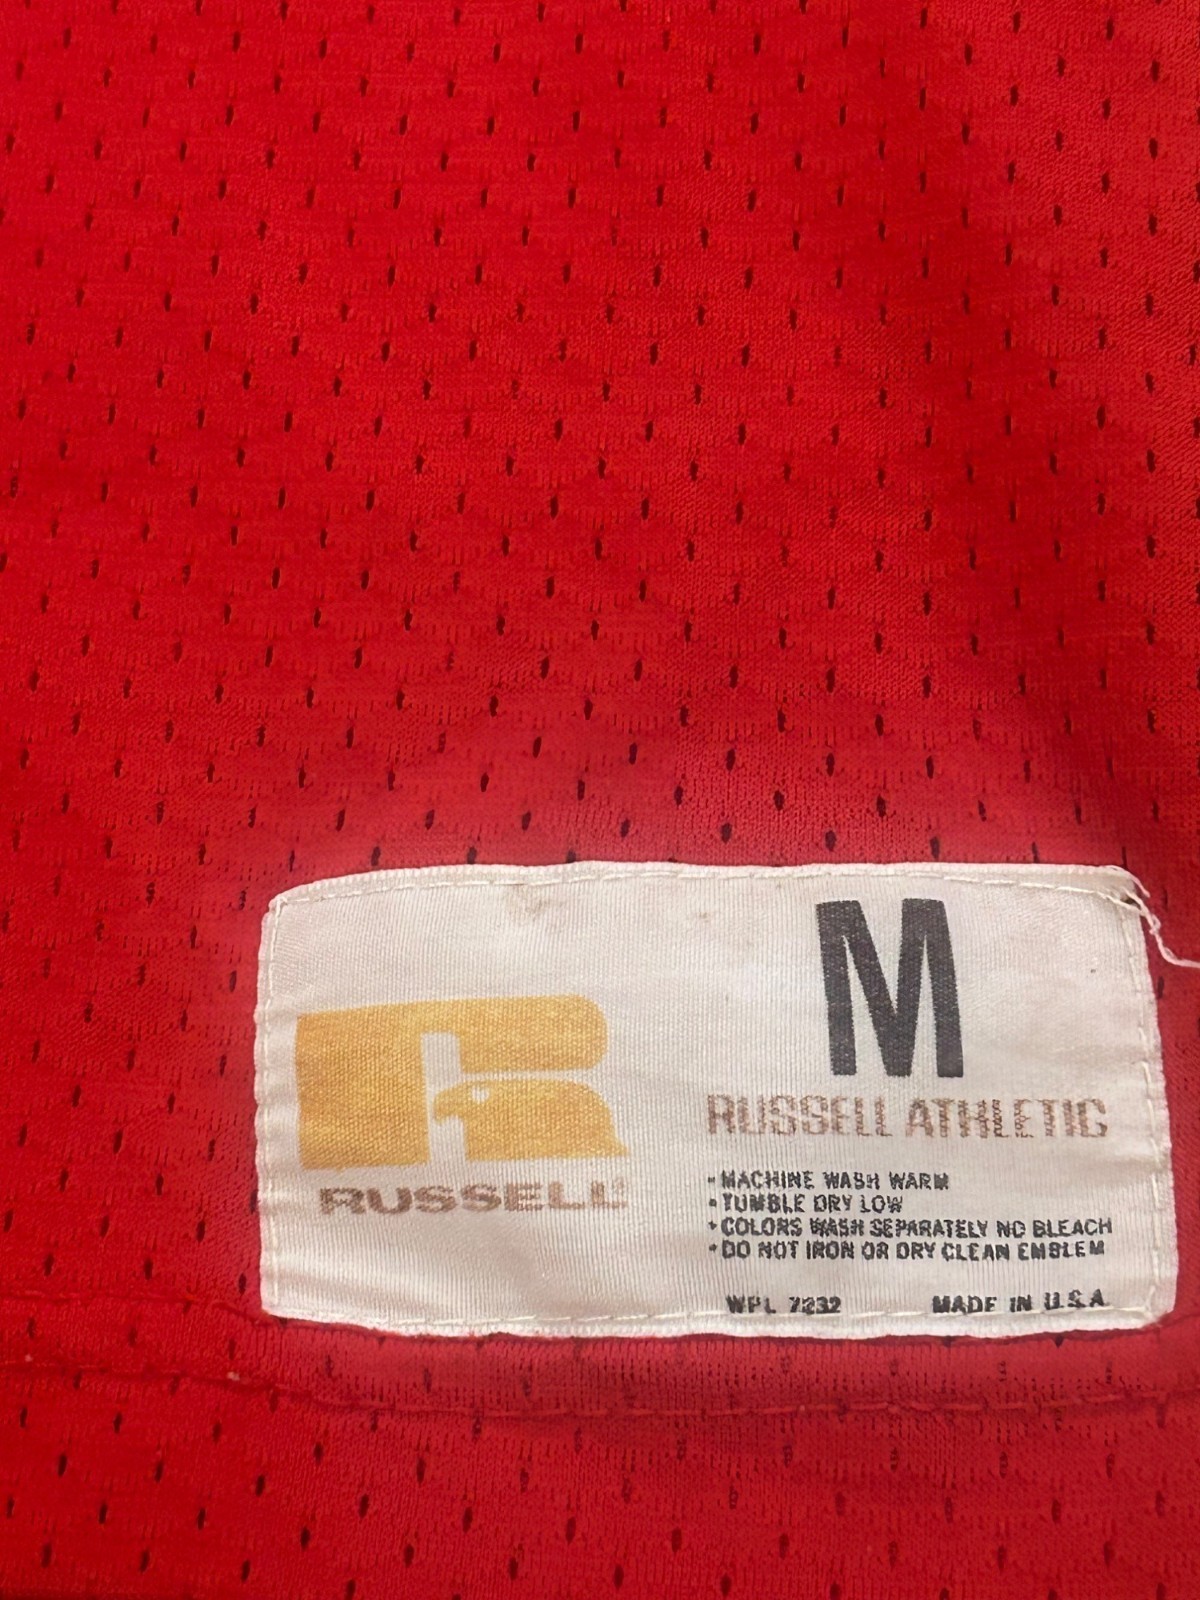 M
RUSSELL
RUSSELL ATHLETIC
• MACHINE WASH WARM
• TUMBLE DRY LOW
• COLORS WASH SEPARATELY NO BLEACH
• DO NOT IRON OR DRY CLEAN EMBLEM
WPL 7232 MADE IN U.S.A.